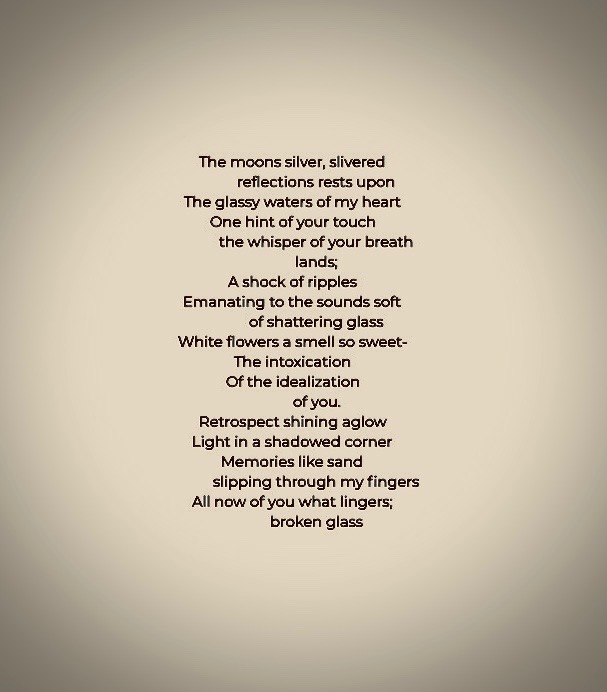 The moons silver, slivered
reflections rests upon
The glassy waters of my heart
One hint of your touch
the whisper of your breath
lands;
A shock of ripples
Emanating to the sounds soft
of shattering glass
White flowers a smell so sweet-
The intoxication
Of the idealization
of you.
Retrospect shining aglow
Light in a shadowed corner
Memories like sand
slipping through my fingers
All now of you what lingers;
broken glass